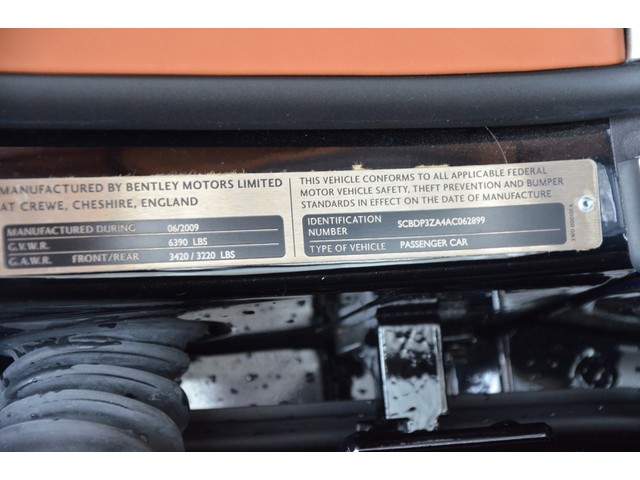 MANUFACTURED BY BENTLEY MOTORS LIMITED
AT CREWE, CHESHIRE, ENGLAND
MANUFACTURED DURING 06/2009
G.V.W.R. 6390 LBS
G.A.W.R. FRONT/REAR 3420 / 3220 LBS
THIS VEHICLE CONFORMS TO ALL APPLICABLE FEDERAL
MOTOR VEHICLE SAFETY, THEFT PREVENTION AND BUMPER
STANDARDS IN EFFECT ON THE DATE OF MANUFACTURE
IDENTIFICATION
NUMBER SCBDP3ZA4AC062899
TYPE OF VEHICLE PASSENGER CAR